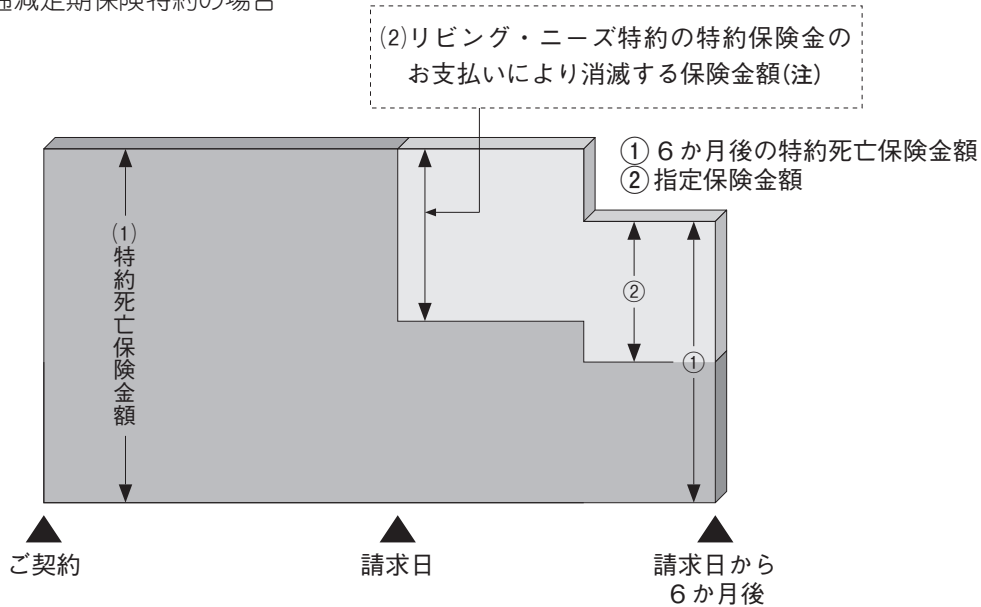 逓減定期保険特約の場合
(2)リビング・ニーズ特約の特約保険金の
お支払いにより消滅する保険金額(注)
①6か月後の特約死亡保険金額
②指定保険金額
(1)特約死亡保険金額
②
①
ご契約
請求日
請求日から
6か月後